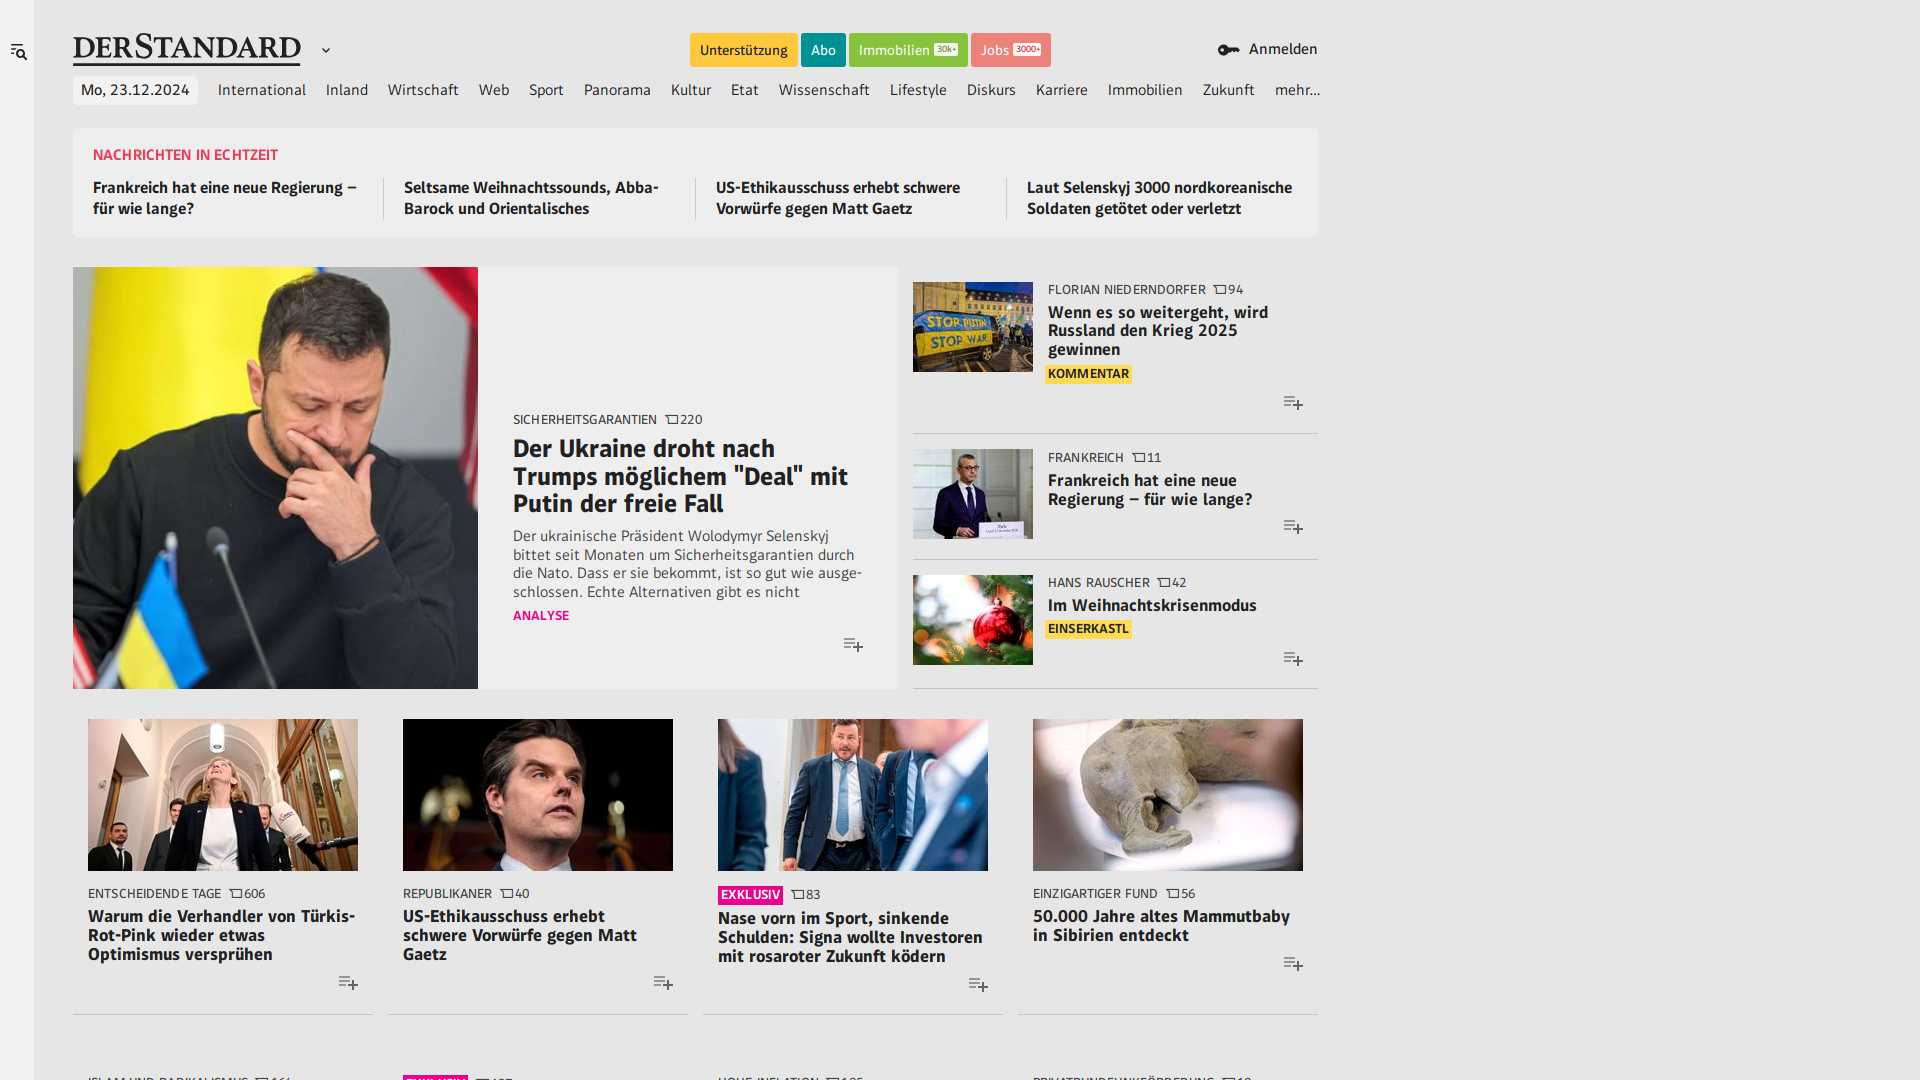 DERSTANDARD
Unterstützung
Abo
Immobilien 30k+
Jobs 3000+
Anmelden
Mo, 23.12.2024
International
Inland
Wirtschaft
Web
Sport
Panorama
Kultur
Etat
Wissenschaft
Lifestyle
Diskurs
Karriere
Immobilien
Zukunft
mehr...
NACHRICHTEN IN ECHTZEIT
Frankreich hat eine neue Regierung –
für wie lange?
Seltsame Weihnachtssounds, Abba-
Barock und Orientalisches
US-Ethikausschuss erhebt schwere
Vorwürfe gegen Matt Gaetz
Laut Selenskyj 3000 nordkoreanische
Soldaten getötet oder verletzt
SICHERHEITSGARANTIEN 220
Der Ukraine droht nach
Trumps möglichem "Deal" mit
Putin der freie Fall
Der ukrainische Präsident Wolodymyr Selenskyj
bittet seit Monaten um Sicherheitsgarantien durch
die Nato. Dass er sie bekommt, ist so gut wie ausge-
schlossen. Echte Alternativen gibt es nicht
ANALYSE
STOP PUTIN
STOP WAR
FLORIAN NIEDERNDORFER 94
Wenn es so weitergeht, wird
Russland den Krieg 2025
gewinnen
KOMMENTAR
FRANKREICH 11
Frankreich hat eine neue
Regierung – für wie lange?
HANS RAUSCHER 42
Im Weihnachtskrisenmodus
EINSERKASTL
ENTSCHEIDENDE TAGE 606
Warum die Verhandler von Türkis-
Rot-Pink wieder etwas
Optimismus versprühen
REPUBLIKANER 40
US-Ethikausschuss erhebt
schwere Vorwürfe gegen Matt
Gaetz
EXKLUSIV 83
Nase vorn im Sport, sinkende
Schulden: Signa wollte Investoren
mit rosaroter Zukunft ködern
EINZIGARTIGER FUND 56
50.000 Jahre altes Mammutbaby
in Sibirien entdeckt